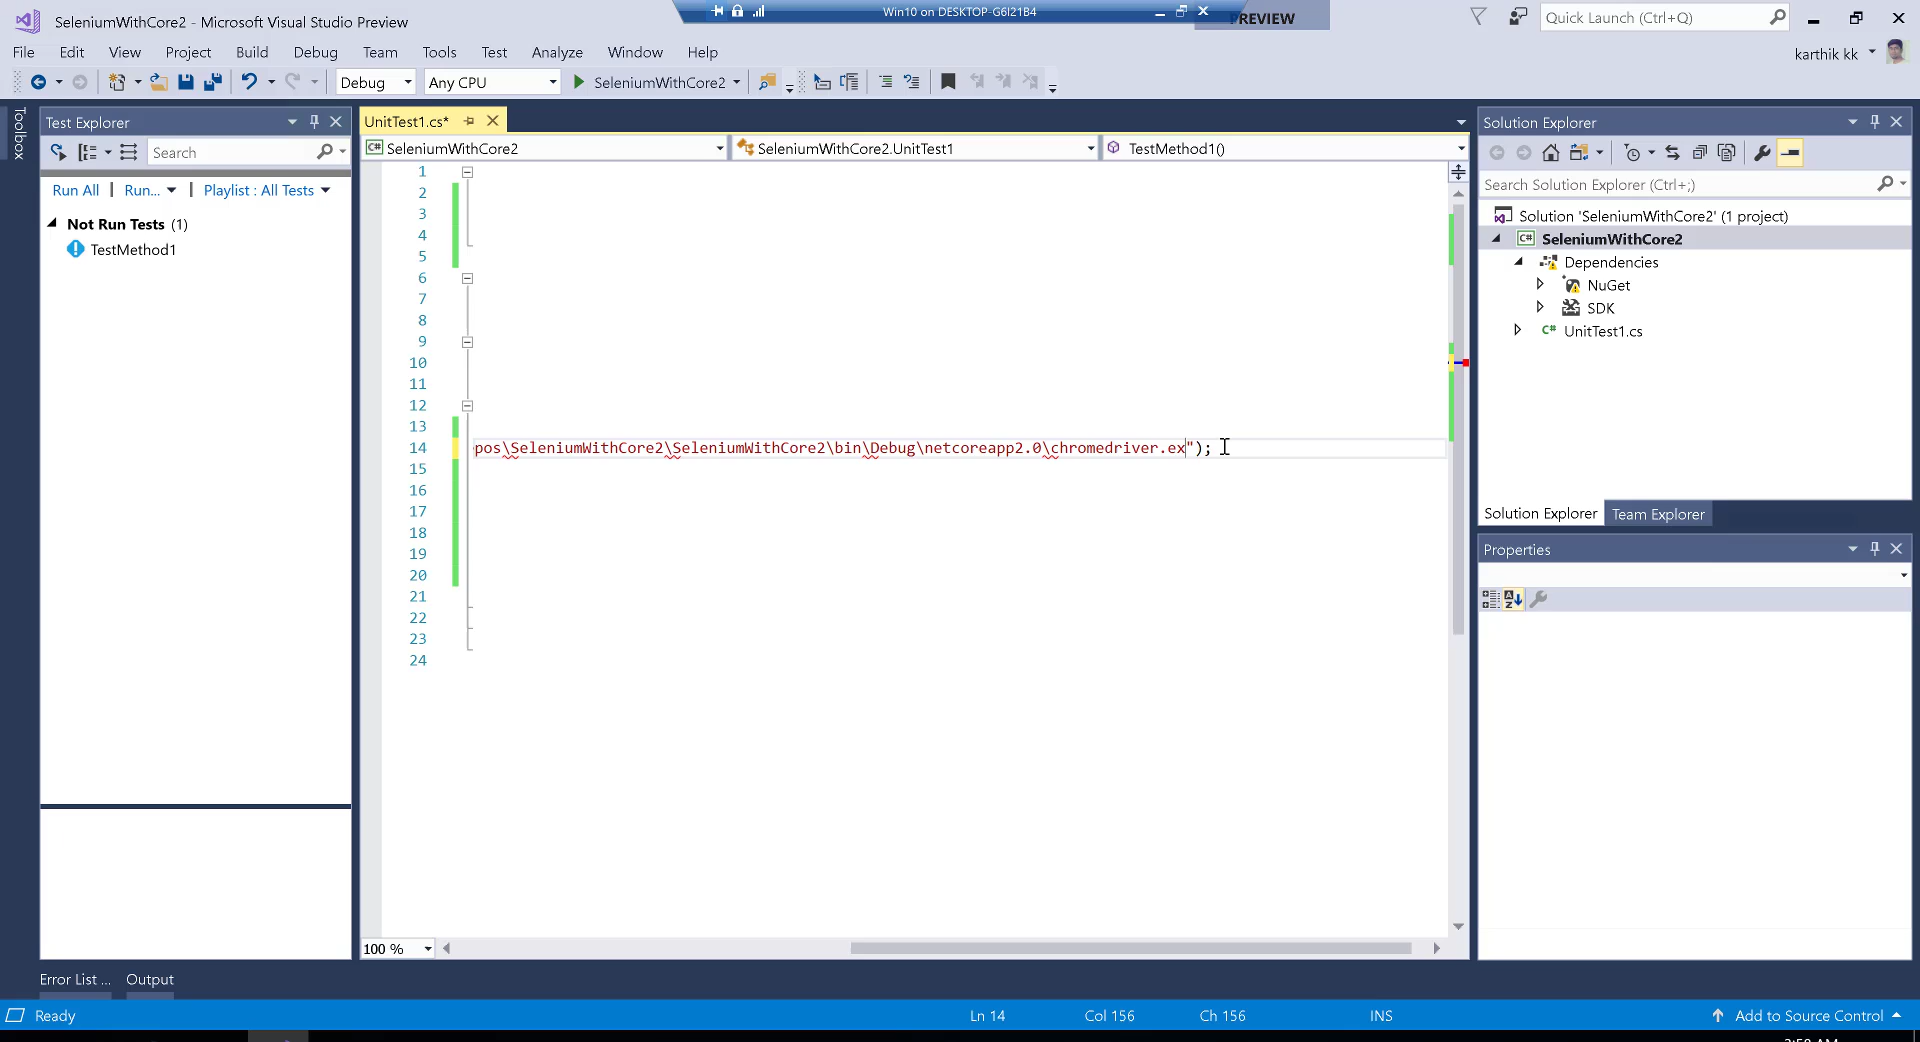 SeleniumWithCore2 - Microsoft Visual Studio Preview
Win10 on DESKTOP-G6I21B4
PREVIEW
Quick Launch (Ctrl+Q)
File Edit View Project Build Debug Team Tools Test Analyze Window Help
karthik kk
Debug Any CPU SeleniumWithCore2
Toolbox
Test Explorer
Search
Run All | Run... | Playlist : All Tests
Not Run Tests (1)
TestMethod1
UnitTest1.cs*
SeleniumWithCore2
SeleniumWithCore2.UnitTest1
TestMethod1()
1
2
3
4
5
6
7
8
9
10
11
12
13
14 pos\SeleniumWithCore2\SeleniumWithCore2\bin\Debug\netcoreapp2.0\chromedriver.ex");
15
16
17
18
19
20
21
22
23
24
100 %
Solution Explorer
Search Solution Explorer (Ctrl+;)
Solution 'SeleniumWithCore2' (1 project)
SeleniumWithCore2
Dependencies
NuGet
SDK
UnitTest1.cs
Solution Explorer Team Explorer
Properties
Error List ... Output
Ready Ln 14 Col 156 Ch 156 INS Add to Source Control